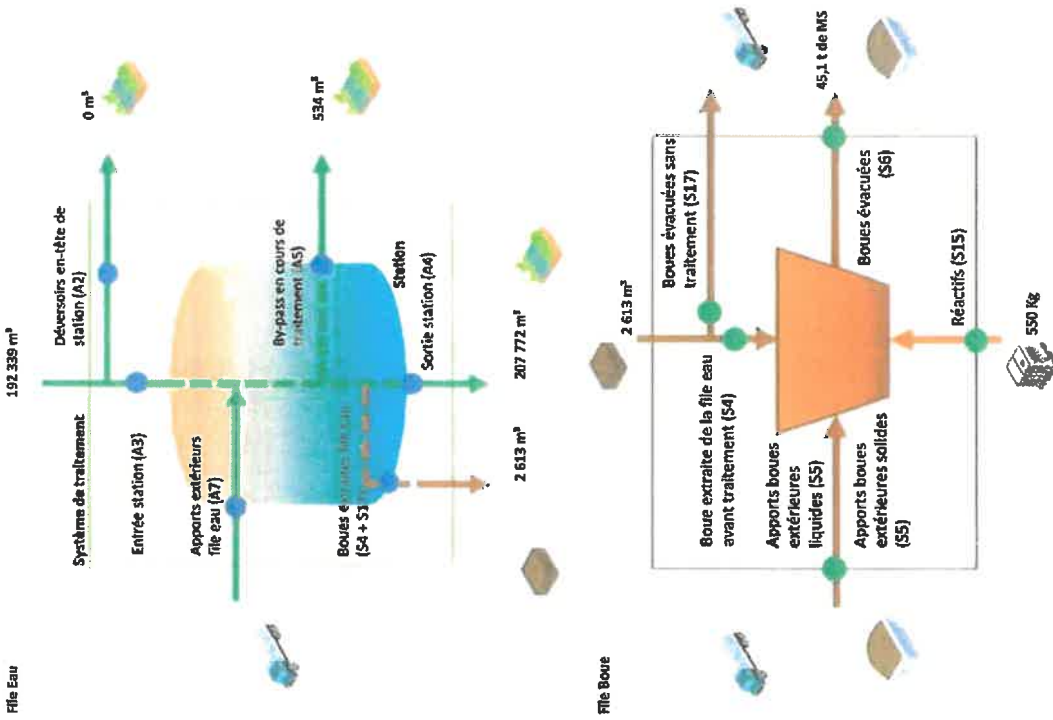 File Eau
192 339 m³
Système de traitement
Déversoirs en-tête de
station (A2)
0 m³
Entrée station (A3)
Apports extérieurs
file eau (A7)
By-pass en cours de
traitement (A5)
534 m³
Boues extraites
(S4 + S17)
Station
Sortie station (A4)
2 613 m³
207 772 m³
File Boue
2 613 m³
Boues évacuées sans
traitement (S17)
Boue extraite de la file eau
avant traitement (S4)
Apports boues
extérieures
liquides (S5)
Apports boues
extérieures solides
(S5)
45,1 t de MS
Boues évacuées
(S6)
Réactifs (S15)
550 Kg